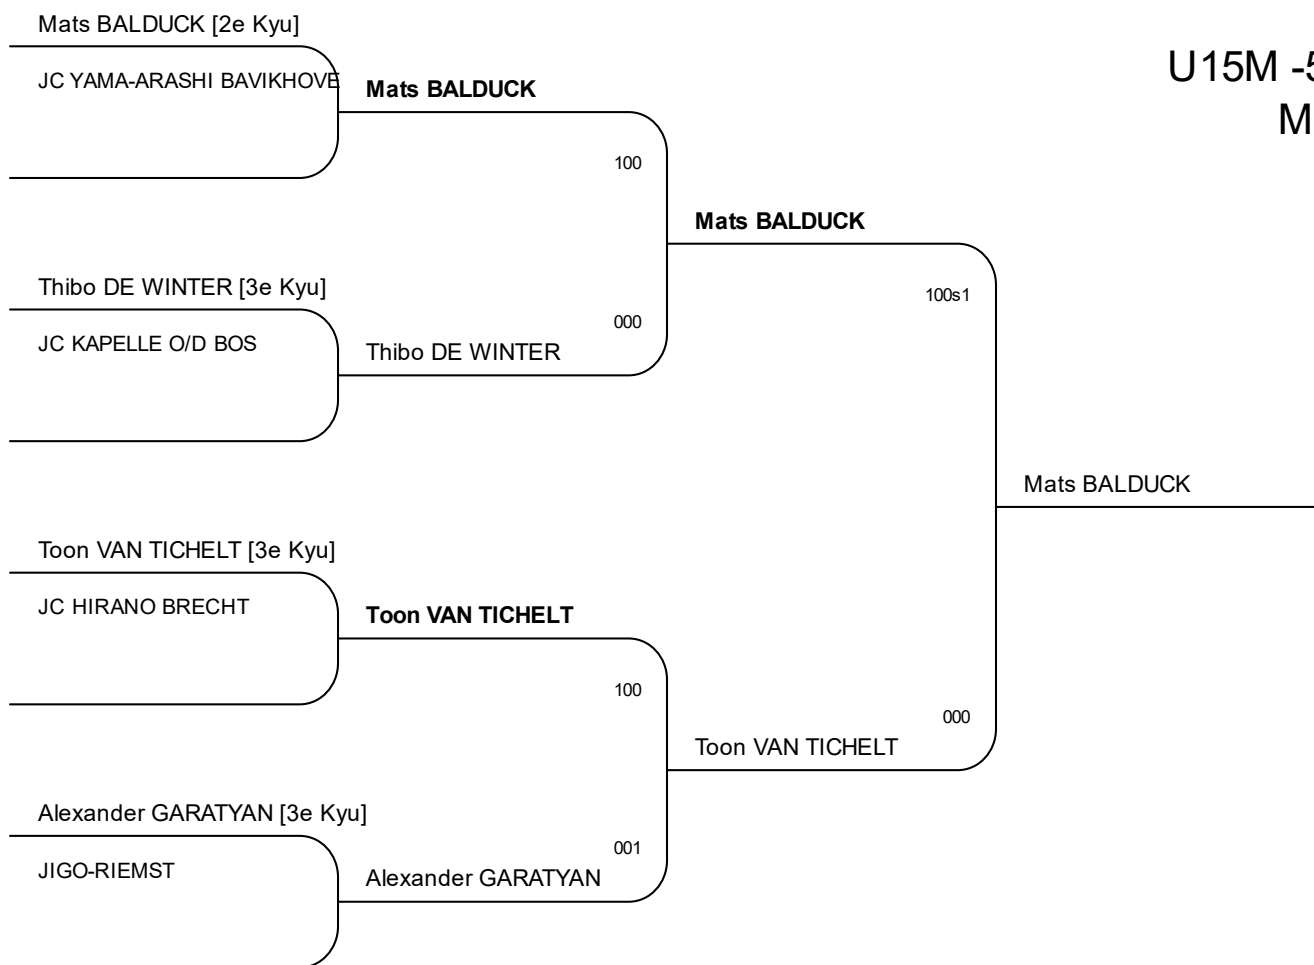 Mats BALDUCK [2e Kyu]
JC YAMA-ARASHI BAVIKHOVE
Mats BALDUCK
U15M -5
M
100
Mats BALDUCK
Thibo DE WINTER [3e Kyu]
100s1
000
JC KAPELLE O/D BOS
Thibo DE WINTER
Mats BALDUCK
Toon VAN TICHELT [3e Kyu]
JC HIRANO BRECHT
Toon VAN TICHELT
100
000
Toon VAN TICHELT
Alexander GARATYAN [3e Kyu]
001
JIGO-RIEMST
Alexander GARATYAN